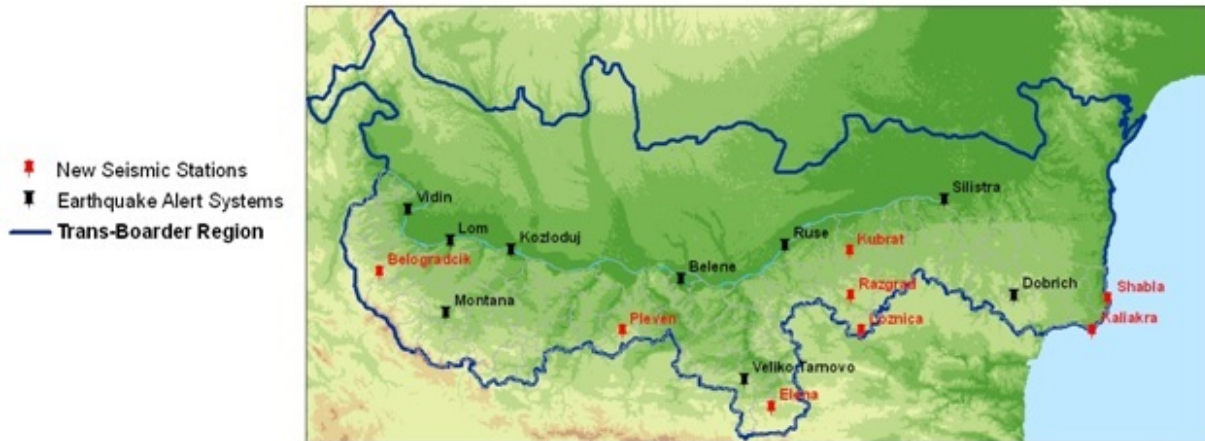 New Seismic Stations
Earthquake Alert Systems
Trans-Boarder Region
Vidin
Silistra
Lom
Kozloduj
Ruse
Kubrat
Belogradcik
Belene
Razgrad
Dobrich
Shabla
Montana
Pleven
Loznica
Kaliakra
Veliko Tarnovo
Elena